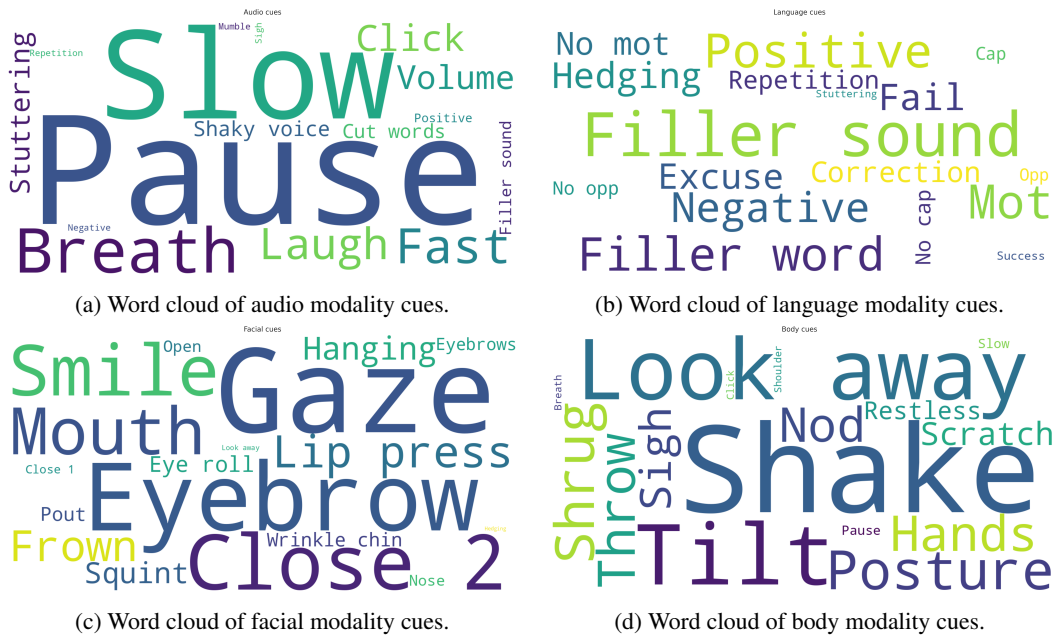 Audio cues
Mumble
Sigh
Slow
Click
Stuttering
Repetition
Volume
Pause
Shaky voice
Cut words
Positive
Filler sound
Negative
Breath
Laugh
Fast
(a) Word cloud of audio modality cues.
Language cues
No mot
Positive
Cap
Hedging
Repetition
Stuttering
Fail
Filler sound
Excuse
Correction
Opp
No opp
Negative
No cap
Mot
Filler word
Success
(b) Word cloud of language modality cues.
Facial cues
Smile
Open
Gaze
Hanging
Eyebrows
Mouth
Look away
Lip press
Close 1
Eye roll
Eyebrow
Pout
Frown
Wrinkle chin
Squint
Close 2
Nose
(c) Word cloud of facial modality cues.
Body cues
Look away
Slow
Click
Shoulder
Breath
Shrug
Throw
Sigh
Nod
Restless
Scratch
Shake
Tilt
Pause
Hands
Posture
(d) Word cloud of body modality cues.